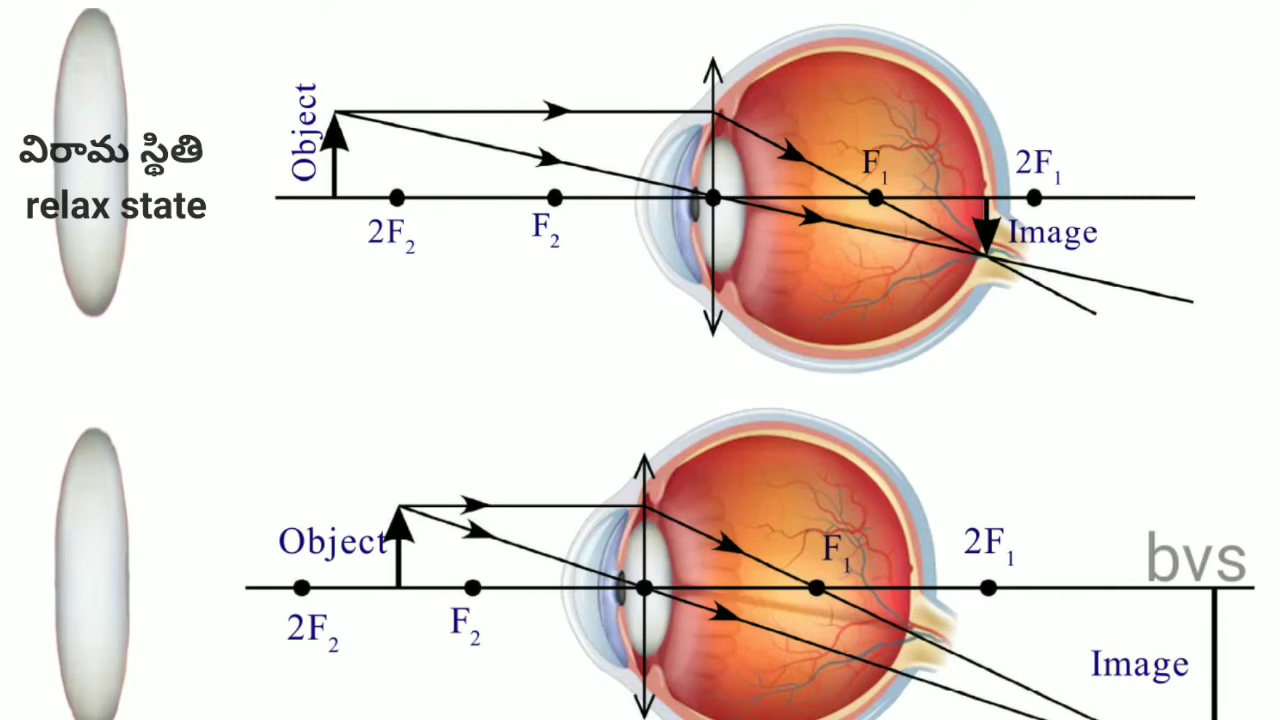 విరామ స్థితి
relax state
Object
2F₂
F₂
F₁
2F₁
Image
Object
2F₂
F₂
F₁
2F₁
bvs
Image